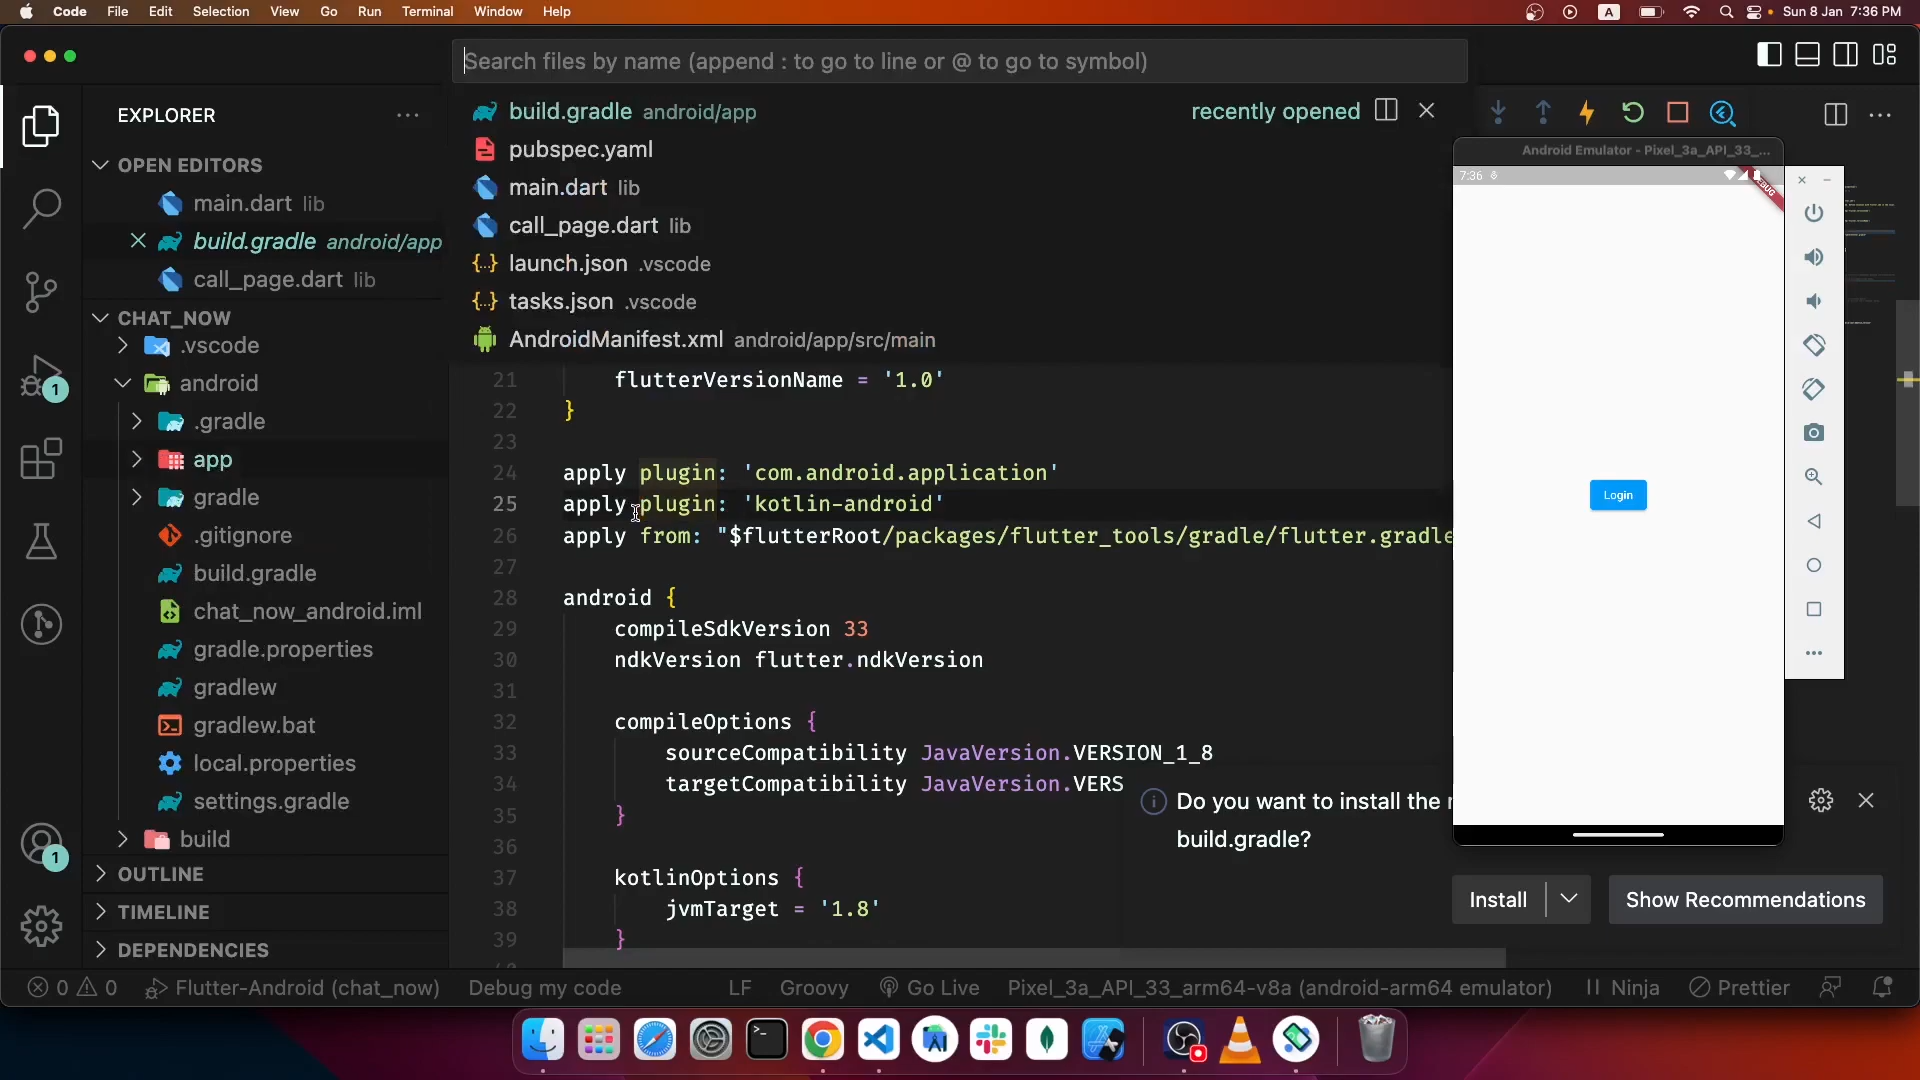 Code File Edit Selection View Go Run Terminal Window Help
A
Sun 8 Jan 7:36 PM
Search files by name (append : to go to line or @ to go to symbol)
EXPLORER
OPEN EDITORS
main.dart lib
build.gradle android/app
call_page.dart lib
CHAT_NOW
.vscode
android
.gradle
app
gradle
.gitignore
build.gradle
chat_now_android.iml
gradle.properties
gradlew
gradlew.bat
local.properties
settings.gradle
build
OUTLINE
TIMELINE
DEPENDENCIES
1
1
build.gradle android/app recently opened
pubspec.yaml
main.dart lib
call_page.dart lib
launch.json .vscode
tasks.json .vscode
AndroidManifest.xml android/app/src/main
21 flutterVersionName = '1.0'
22 }
23
24 apply plugin: 'com.android.application'
25 apply plugin: 'kotlin-android'
26 apply from: "$flutterRoot/packages/flutter_tools/gradle/flutter.gradle
27
28 android {
29 compileSdkVersion 33
30 ndkVersion flutter.ndkVersion
31
32 compileOptions {
33 sourceCompatibility JavaVersion.VERSION_1_8
34 targetCompatibility JavaVersion.VERS
35 }
36
37 kotlinOptions {
38 jvmTarget = '1.8'
39 }
Android Emulator - Pixel_3a_API_33_...
7:36
Login
Do you want to install the
build.gradle?
Install
Show Recommendations
0 0 Flutter-Android (chat_now) Debug my code LF Groovy Go Live Pixel_3a_API_33_arm64-v8a (android-arm64 emulator) Ninja Prettier